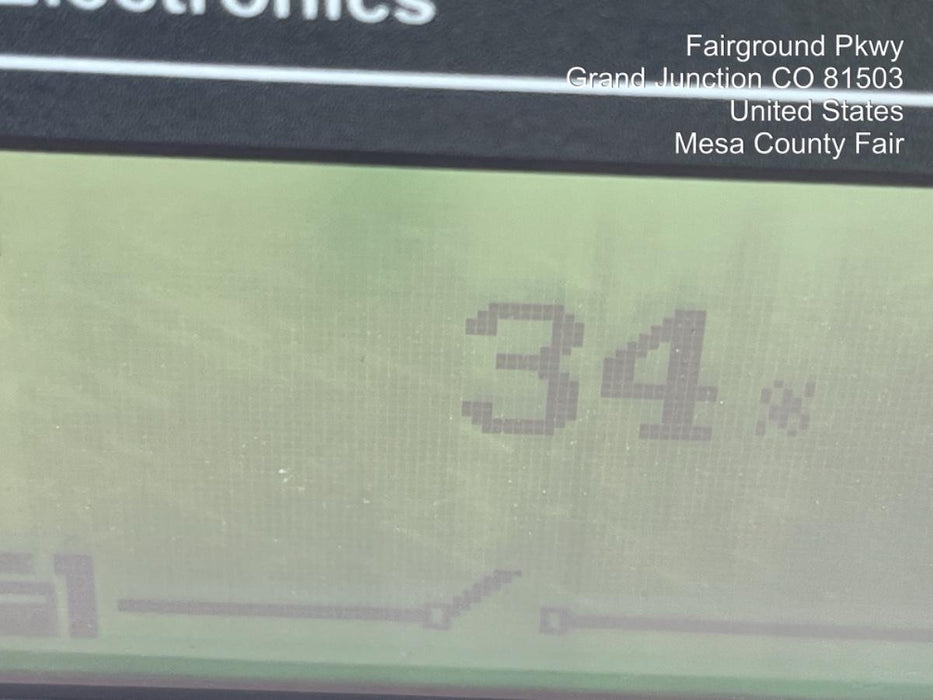 Electronics
Fairground Pkwy
Grand Junction CO 81503
United States
Mesa County Fair
34 %